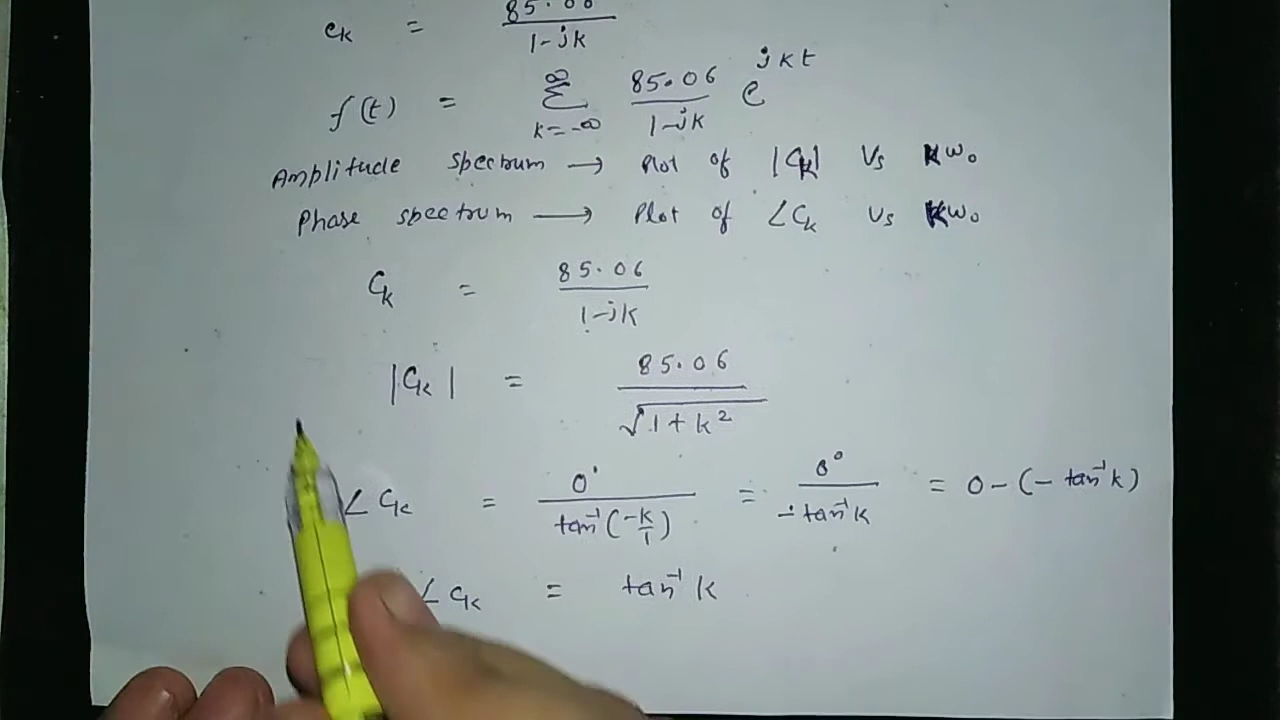 Ck = 85.06 / 1-jk
f(t) = ∞ Σ k=-∞ 85.06 / 1-jk e^jkt
Amplitude spectrum → Plot of |Ck| Vs kω₀
Phase spectrum → Plot of ∠Ck Vs kω₀
Ck = 85.06 / 1-jk
|Ck| = 85.06 / √1+k²
∠Ck = 0° / tan⁻¹(-k/1) = 0° / -tan⁻¹k = 0-(-tan⁻¹k)
∠Ck = tan⁻¹k